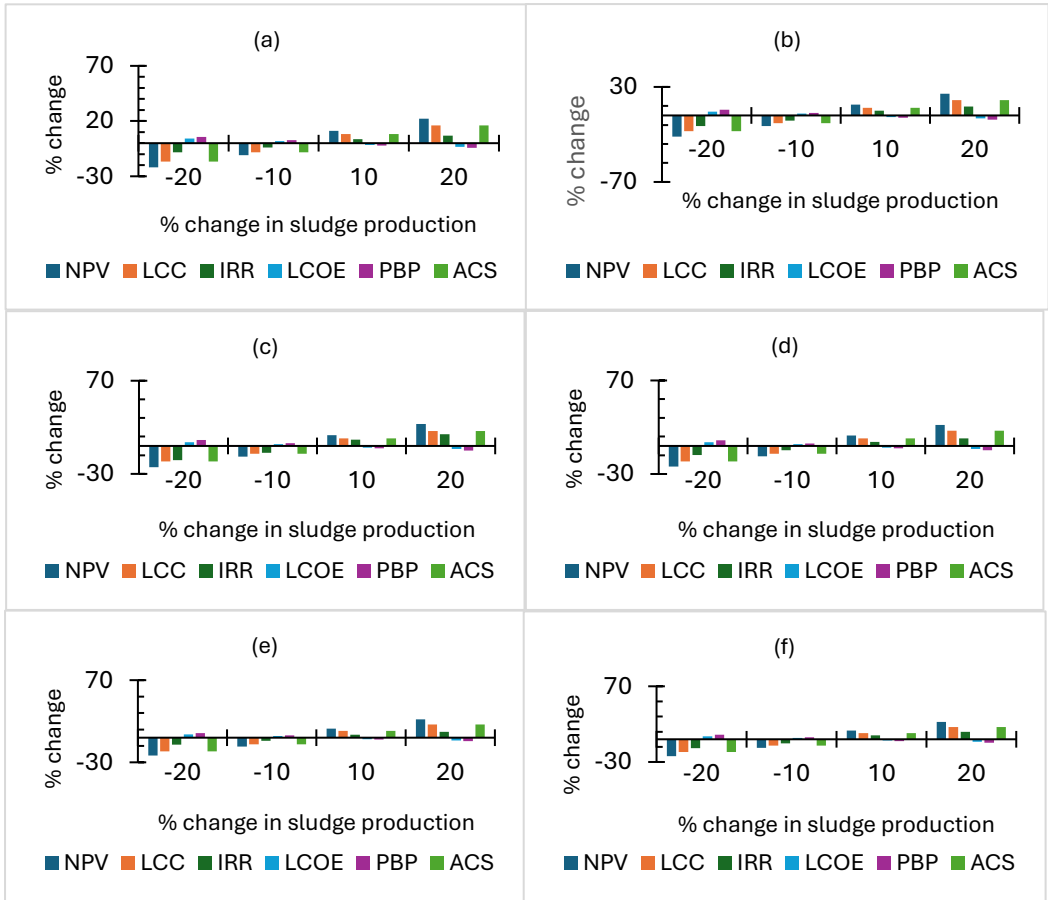 (a)
70
20
-30
% change
-20 -10 10 20
% change in sludge production
NPV LCC IRR LCOE PBP ACS
(b)
30
-70
% change
-20 -10 10 20
% change in sludge production
NPV LCC IRR LCOE PBP ACS
(c)
70
-30
% change
-20 -10 10 20
% change in sludge production
NPV LCC IRR LCOE PBP ACS
(d)
70
-30
% change
-20 -10 10 20
% change in sludge production
NPV LCC IRR LCOE PBP ACS
(e)
70
-30
% change
-20 -10 10 20
% change in sludge production
NPV LCC IRR LCOE PBP ACS
(f)
70
-30
% change
-20 -10 10 20
% change in sludge production
NPV LCC IRR LCOE PBP ACS